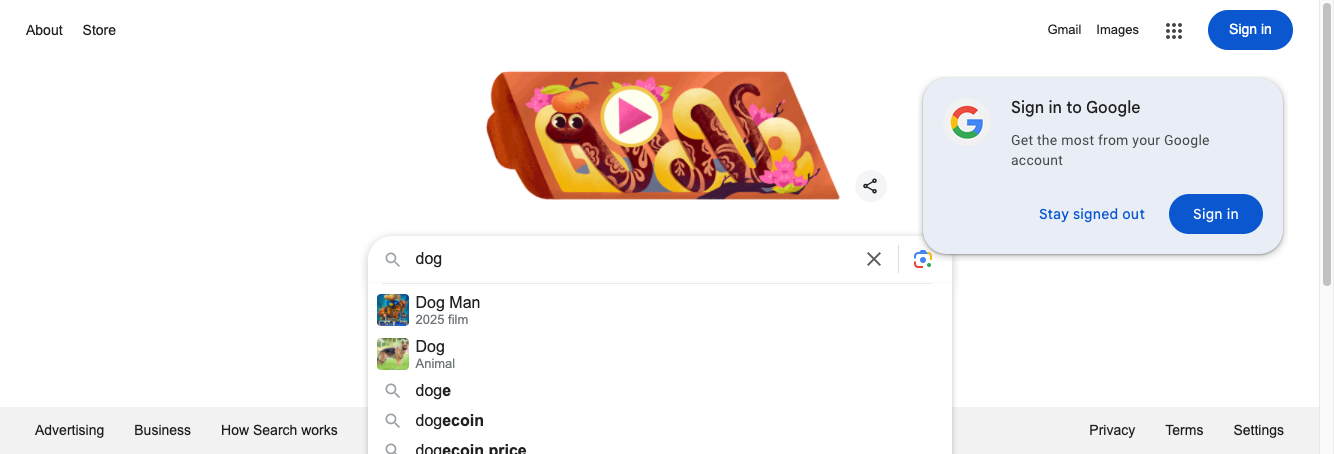 About Store
Gmail Images Sign in
Sign in to Google
Get the most from your Google
account
Stay signed out Sign in
dog
Dog Man
2025 film
Dog
Animal
doge
dogecoin
dogecoin price
Advertising Business How Search works
Privacy Terms Settings